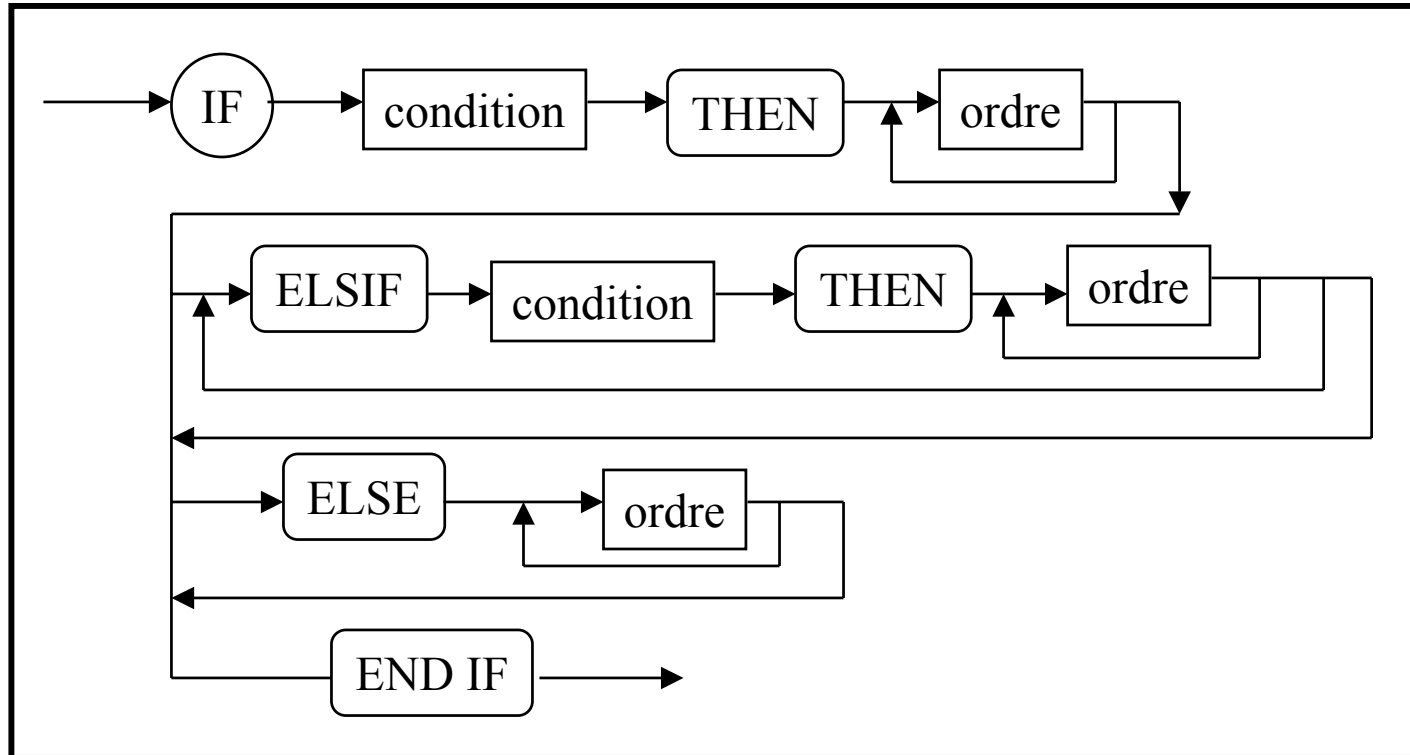 IF condition THEN ordre
ELSIF condition THEN ordre
ELSE ordre
END IF